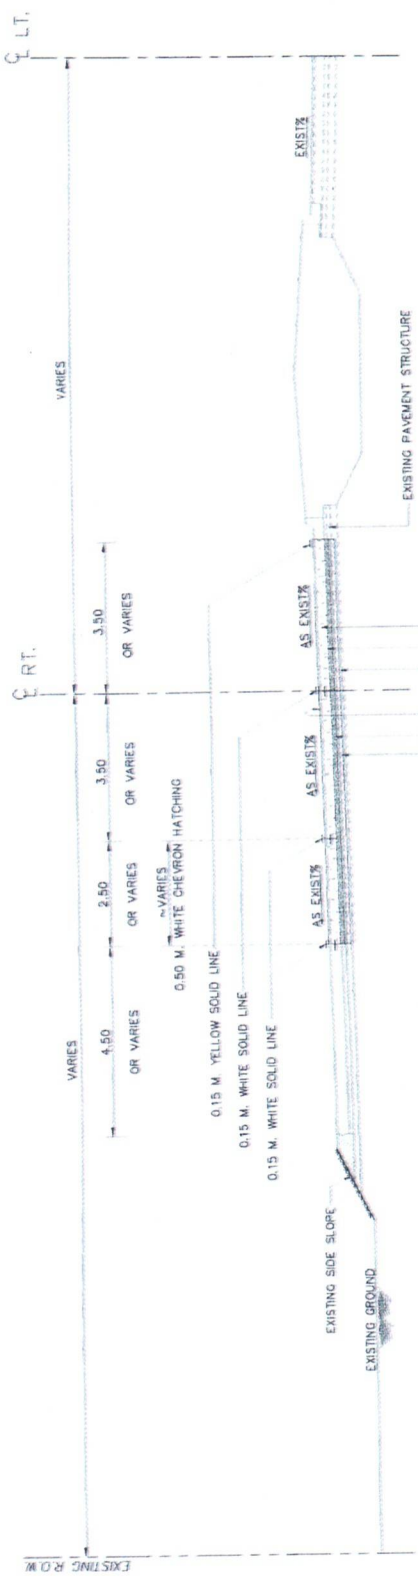 EXISTING R.O.W.
VARIES
VARIES
℄ RT.
℄ LT.
4.50
OR VARIES
2.50
OR VARIES
3.50
OR VARIES
3.50
OR VARIES
~VARIES
0.50 M. WHITE CHEVRON HATCHING
0.15 M. YELLOW SOLID LINE
0.15 M. WHITE SOLID LINE
0.15 M. WHITE SOLID LINE
EXISTING SIDE SLOPE
EXISTING GROUND
AS EXIST%
AS EXIST%
AS EXIST%
EXIST%
EXISTING PAVEMENT STRUCTURE